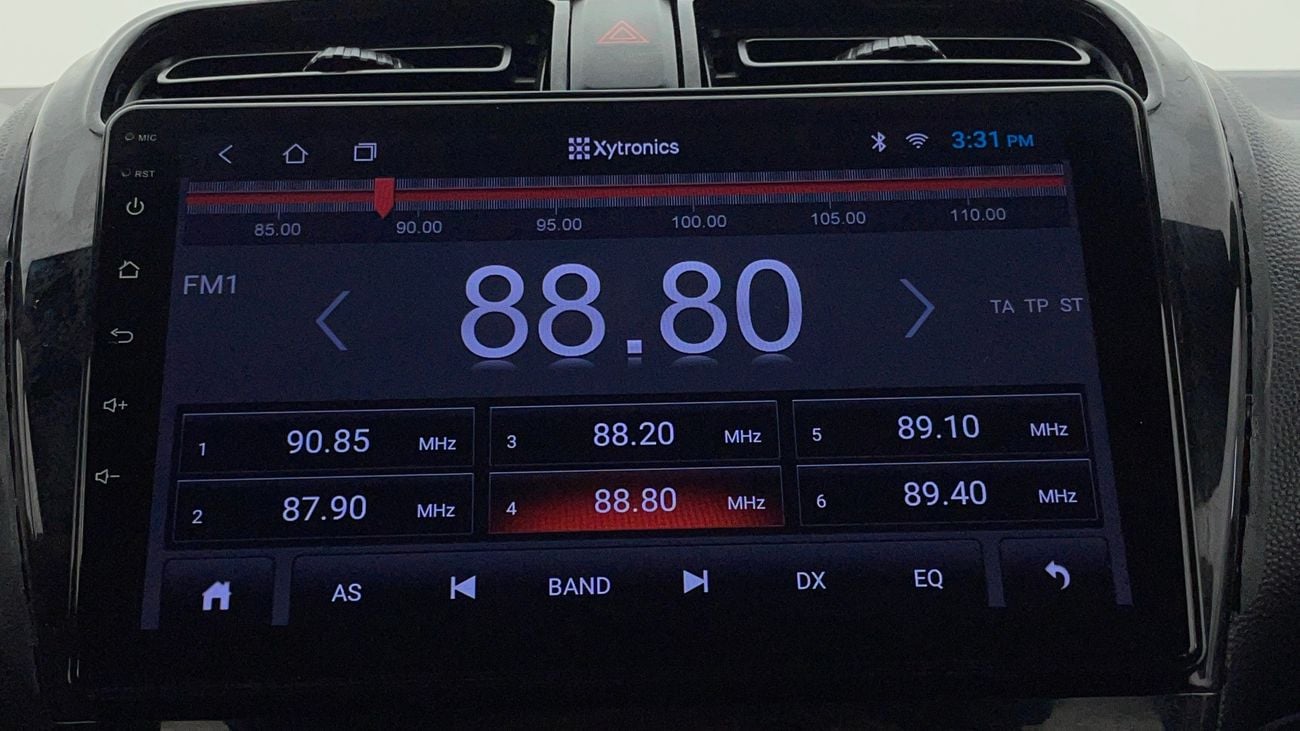 MIC
Xytronics
3:31 PM
RST
85.00 90.00 95.00 100.00 105.00 110.00
FM1
88.80
TA TP ST
1 90.85 MHz
3 88.20 MHz
5 89.10 MHz
2 87.90 MHz
4 88.80 MHz
6 89.40 MHz
AS BAND DX EQ